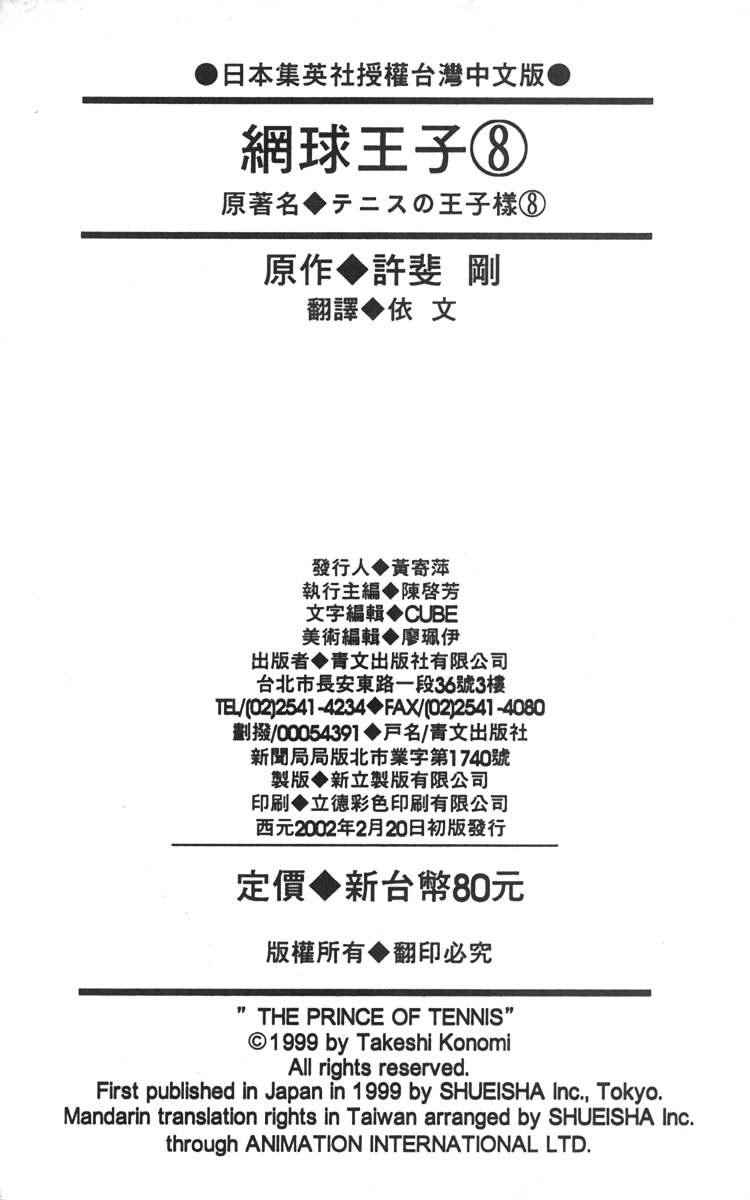 ●日本集英社授權台灣中文版●
網球王子⑧
原著名◆テニスの王子樣⑧
原作◆許斐 剛
翻譯◆依 文
發行人◆黃寄萍
執行主編◆陳啓芳
文字編輯◆CUBE
美術編輯◆廖珮伊
出版者◆青文出版社有限公司
台北市長安東路一段36號3樓
TEL/(02)2541-4234◆FAX/(02)2541-4080
劃撥/00054391◆戶名/青文出版社
新聞局局版北市業字第1740號
製版◆新立製版有限公司
印刷◆立德彩色印刷有限公司
西元2002年2月20日初版發行
定價◆新台幣80元
版權所有◆翻印必究
" THE PRINCE OF TENNIS"
©1999 by Takeshi Konomi
All rights reserved.
First published in Japan in 1999 by SHUEISHA Inc., Tokyo.
Mandarin translation rights in Taiwan arranged by SHUEISHA Inc.
through ANIMATION INTERNATIONAL LTD.